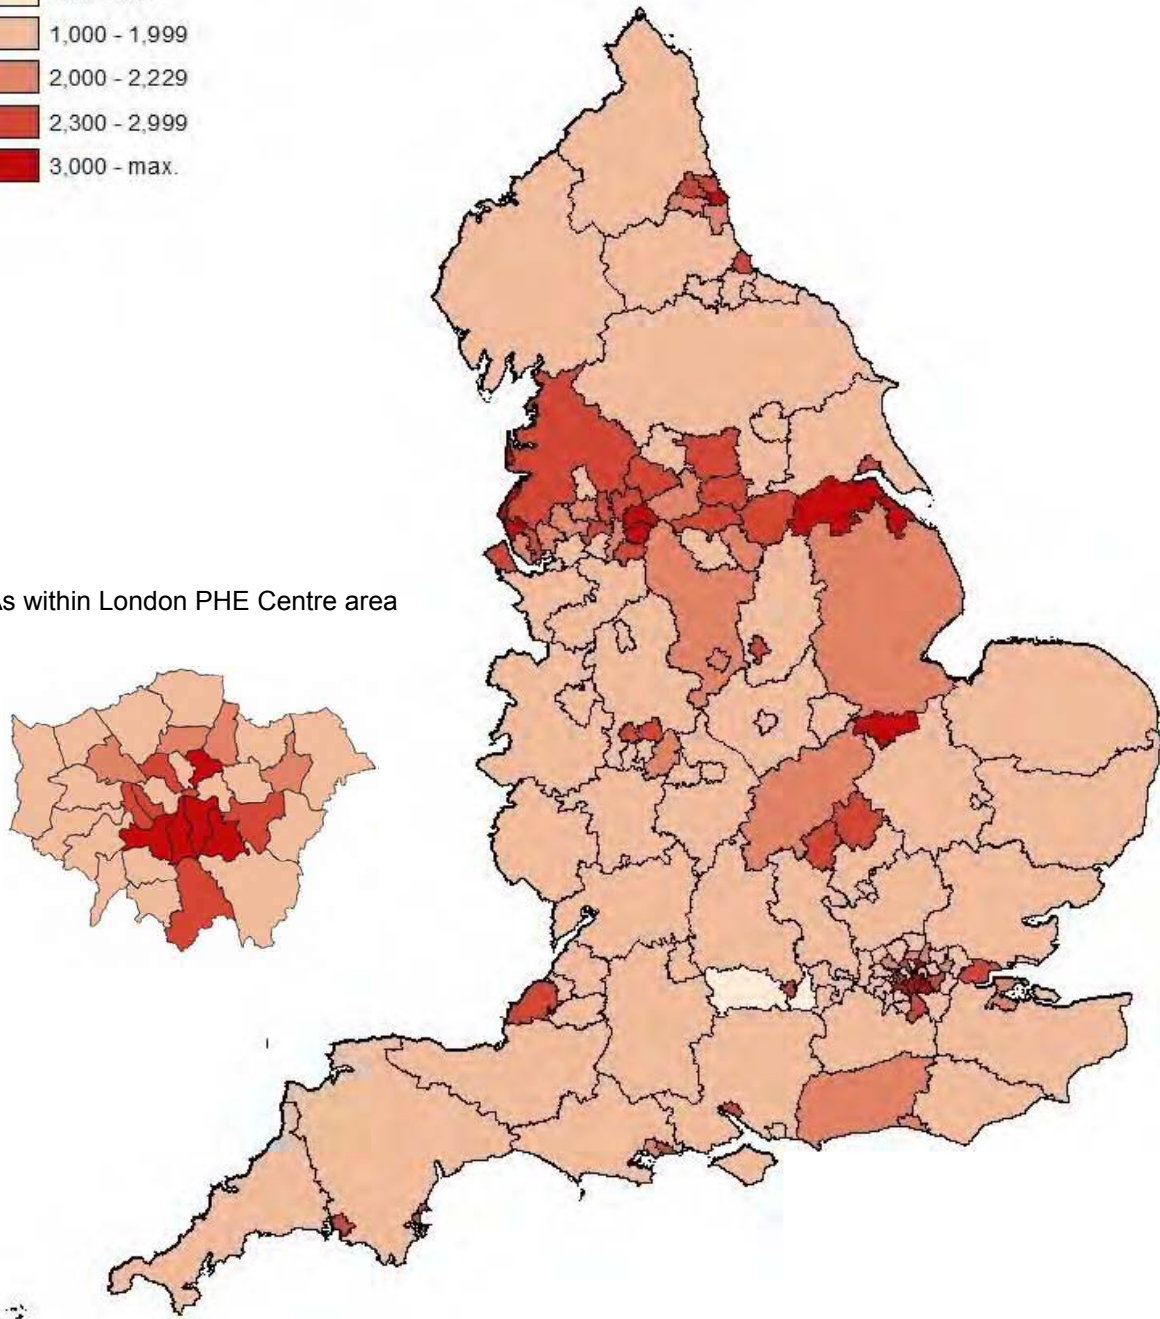 1,000 - 1,999
2,000 - 2,229
2,300 - 2,999
3,000 - max.
within London PHE Centre area